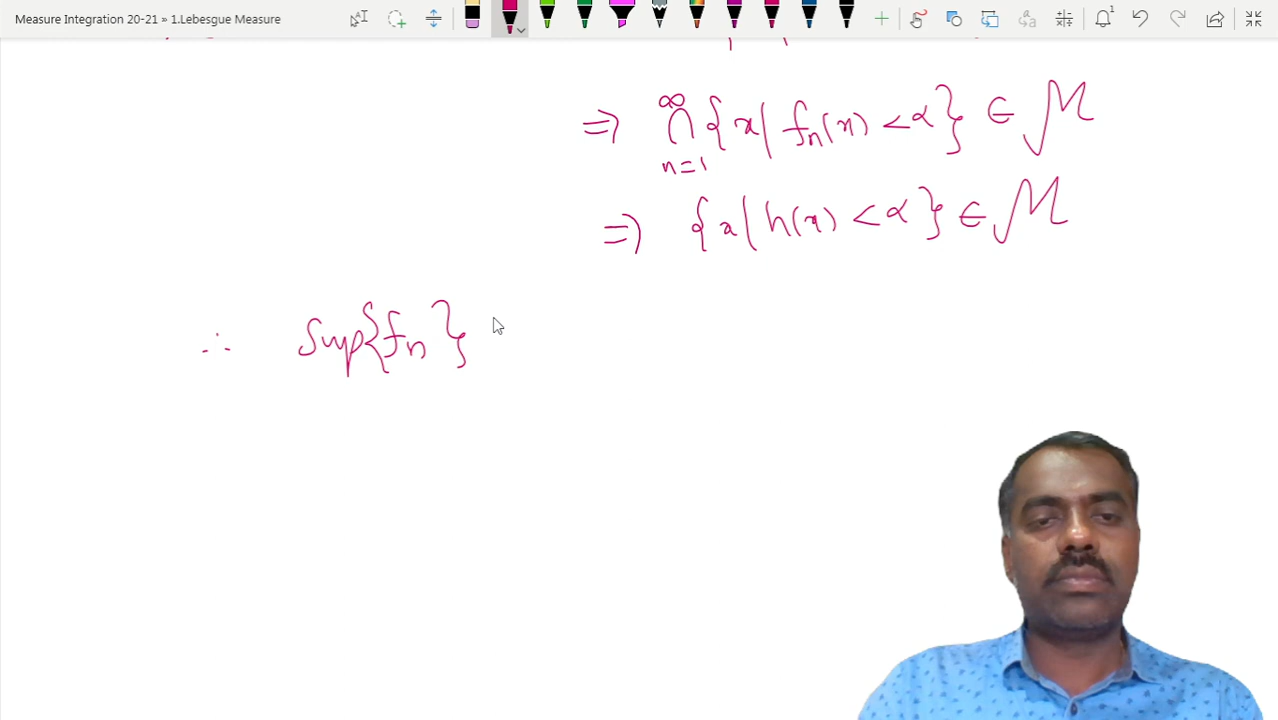 Measure Integration 20-21 » 1.Lebesgue Measure
⇒ ∞ ∩ n=1 {x| fn(x) <α} ∈ M
⇒ {x| h(x) <α} ∈ M
∴ Sup{fn}